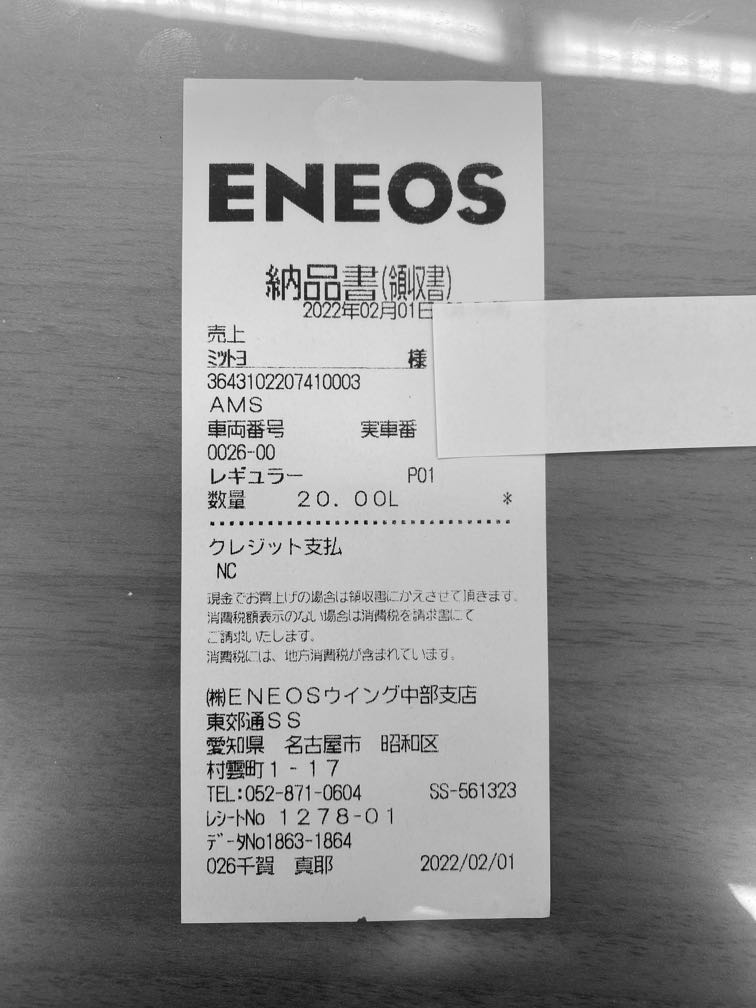 ENEOS
納品書(領収書)
2022年02月01日
売上
ﾐﾂﾄﾖ 様
3643102207410003
AMS
車両番号 実車番
0026-00
レギュラー P01
数量 20.00L *
クレジット支払
NC
現金でお買上げの場合は領収書にかえさせて頂きます。
消費税額表示のない場合は消費税を請求書にて
ご請求いたします。
消費税には、地方消費税が含まれています。
㈱ENEOSウイング中部支店
東郊通SS
愛知県 名古屋市 昭和区
村雲町1-17
TEL:052-871-0604 SS-561323
ﾚｼｰﾄNo 1278-01
ﾃﾞｰﾀNo1863-1864
026千賀 真耶 2022/02/01